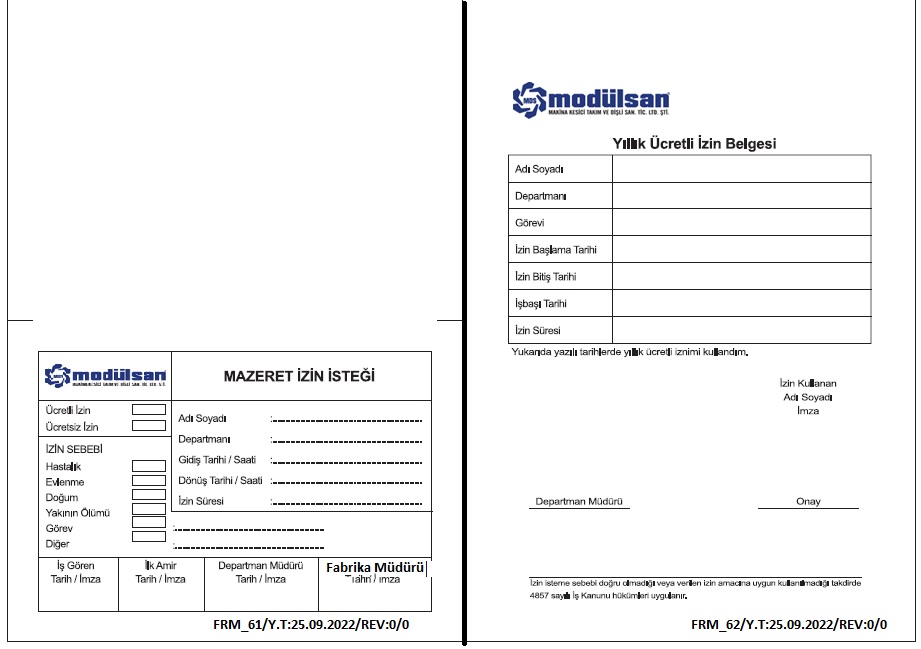 MDS modülsan
MAKİNA KESİCİ TAKIM VE DİŞLİ SAN. TİC. LTD. ŞTİ.
MAZERET İZİN İSTEĞİ
Ücretli İzin
Ücretsiz İzin
İZİN SEBEBİ
Hastalık
Evlenme
Doğum
Yakının Ölümü
Görev
Diğer
Adı Soyadı :
Departmanı :
Gidiş Tarihi / Saati :
Dönüş Tarihi / Saati :
İzin Süresi :
:
:
İş Gören
Tarih / İmza
İlk Amir
Tarih / İmza
Departman Müdürü
Tarih / İmza
Fabrika Müdürü
Tarih / İmza
FRM_61/Y.T:25.09.2022/REV:0/0
MDS modülsan
MAKİNA KESİCİ TAKIM VE DİŞLİ SAN. TİC. LTD. ŞTİ.
Yıllık Ücretli İzin Belgesi
Adı Soyadı
Departmanı
Görevi
İzin Başlama Tarihi
İzin Bitiş Tarihi
İşbaşı Tarihi
İzin Süresi
Yukarıda yazılı tarihlerde yıllık ücretli iznimi kullandım.
İzin Kullanan
Adı Soyadı
İmza
Departman Müdürü
Onay
İzin isteme sebebi doğru olmadığı veya verilen izin amacına uygun kullanılmadığı takdirde
4857 sayılı İş Kanunu hükümleri uygulanır.
FRM_62/Y.T:25.09.2022/REV:0/0